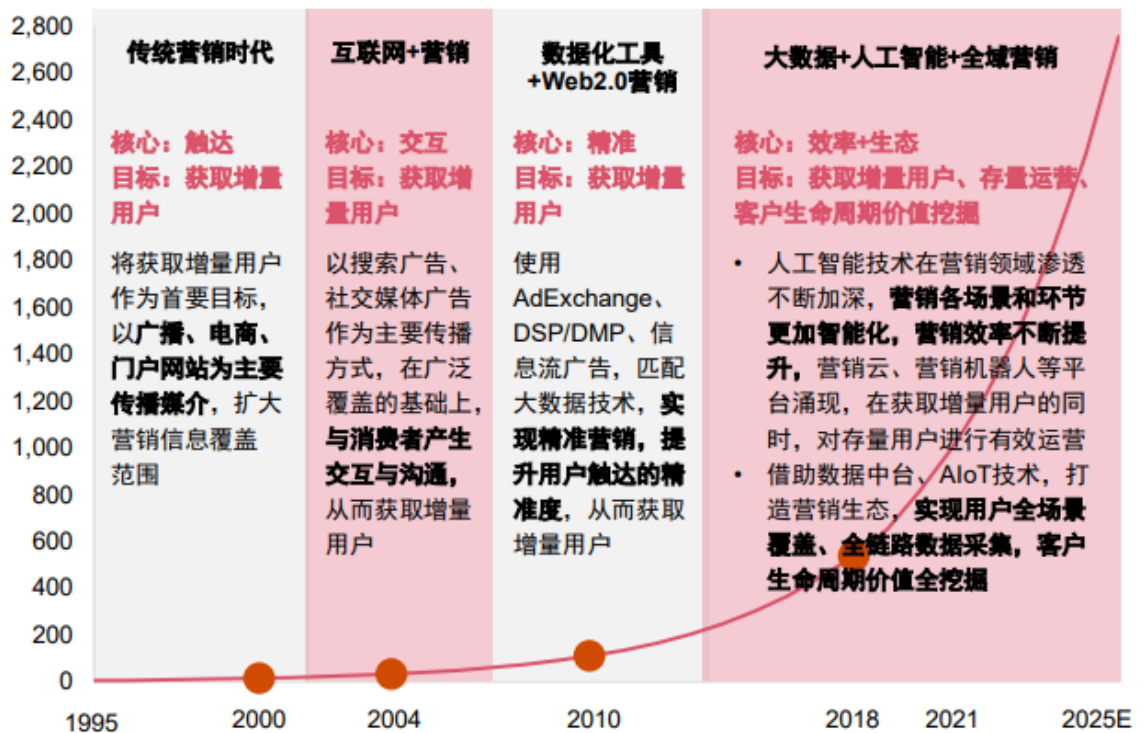 2,800
2,600
2,400
2,200
2,000
1,800
1,600
1,400
1,200
1,000
800
600
400
200
0
传统营销时代
核心：触达
目标：获取增量
用户
将获取增量用户
作为首要目标，
以广播、电商、
门户网站为主要
传播媒介，扩大
营销信息覆盖
范围
互联网+营销
核心：交互
目标：获取增
量用户
以搜索广告、
社交媒体广告
作为主要传播
方式，在广泛
覆盖的基础上，
与消费者产生
交互与沟通，
从而获取增量
用户
数据化工具
+Web2.0营销
核心：精准
目标：获取增量
用户
使用
AdExchange、
DSP/DMP、信
息流广告，匹配
大数据技术，实
现精准营销，提
升用户触达的精
准度，从而获取
增量用户
大数据+人工智能+全域营销
核心：效率+生态
目标：获取增量用户、存量运营、
客户生命周期价值挖掘
• 人工智能技术在营销领域渗透
不断加深，营销各场景和环节
更加智能化，营销效率不断提
升，营销云、营销机器人等平
台涌现，在获取增量用户的同
时，对存量用户进行有效运营
• 借助数据中台、AIoT技术，打
造营销生态，实现用户全场景
覆盖、全链路数据采集，客户
生命周期价值全挖掘
1995
2000
2004
2010
2018
2021
2025E